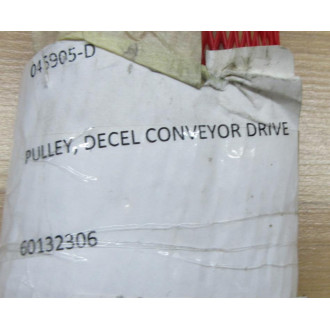 045905-D
PULLEY, DECEL CONVEYOR DRIVE
60132306